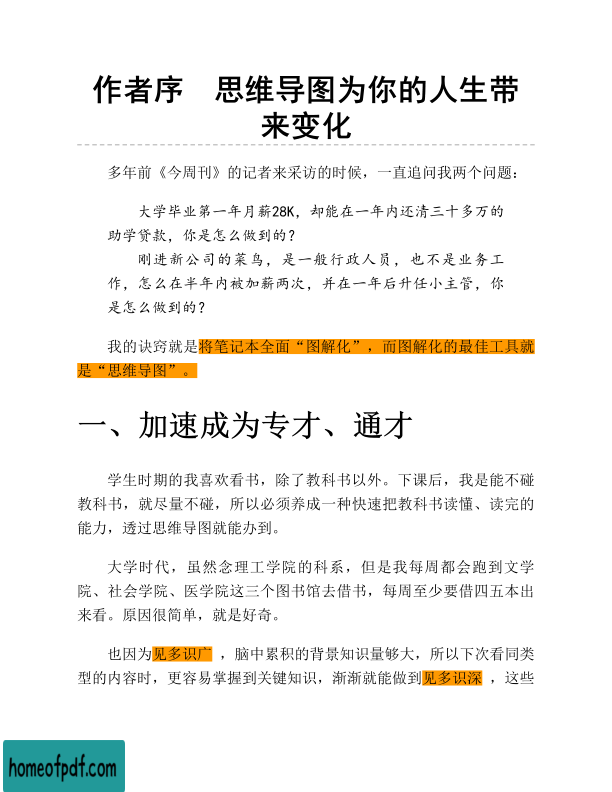 作者序　思维导图为你的人生带
来变化
多年前《今周刊》的记者来采访的时候，一直追问我两个问题：
大学毕业第一年月薪28K，却能在一年内还清三十多万的
助学贷款，你是怎么做到的？
刚进新公司的菜鸟，是一般行政人员，也不是业务工
作，怎么在半年内被加薪两次，并在一年后升任小主管，你
是怎么做到的？
我的诀窍就是将笔记本全面“图解化”，而图解化的最佳工具就
是“思维导图”。
一、加速成为专才、通才
学生时期的我喜欢看书，除了教科书以外。下课后，我是能不碰
教科书，就尽量不碰，所以必须养成一种快速把教科书读懂、读完的
能力，透过思维导图就能办到。
大学时代，虽然念理工学院的科系，但是我每周都会跑到文学
院、社会学院、医学院这三个图书馆去借书，每周至少要借四五本出
来看。原因很简单，就是好奇。
也因为见多识广，脑中累积的背景知识量够大，所以下次看同类
型的内容时，更容易掌握到关键知识，渐渐就能做到见多识深，这些
homeofpdf.com